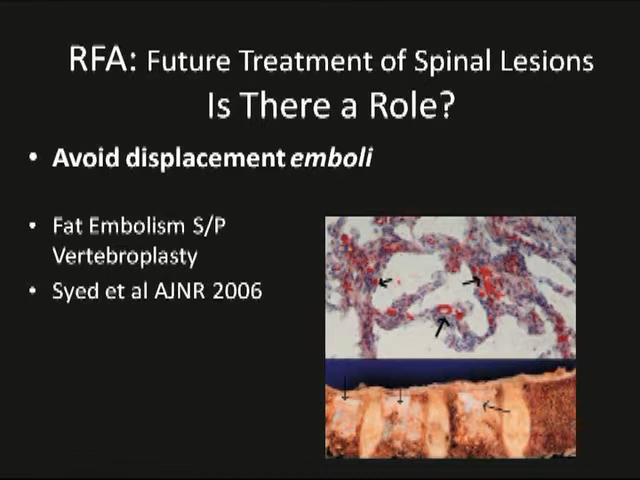 RFA: Future Treatment of Spinal Lesions
Is There a Role?
• Avoid displacement emboli
• Fat Embolism S/P
Vertebroplasty
• Syed et al AJNR 2006